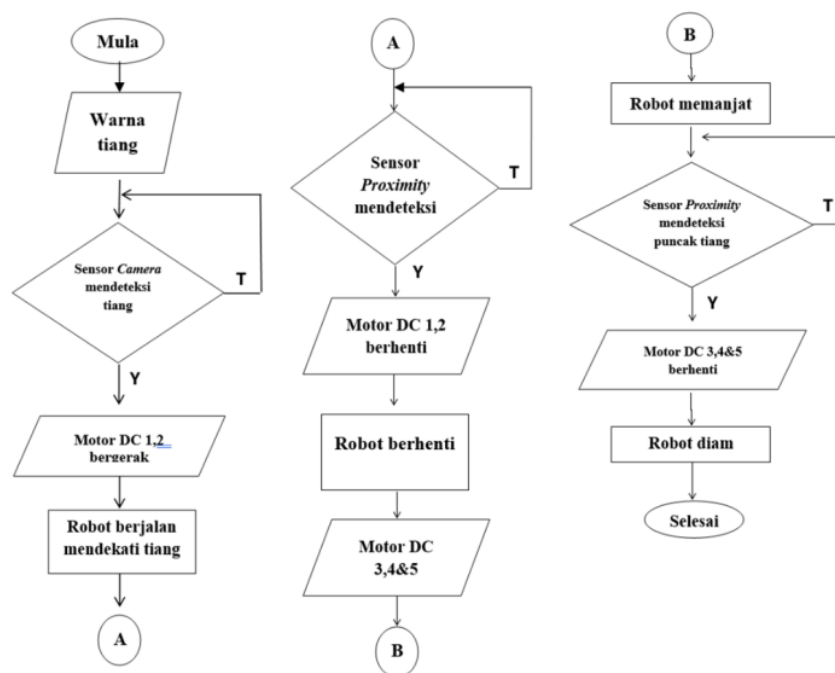 Mula
Warna
tiang
Sensor Camera
mendeteksi
tiang
T
Y
Motor DC 1,2
bergerak
Robot berjalan
mendekati tiang
A
A
Sensor
Proximity
mendeteksi
T
Y
Motor DC 1,2
berhenti
Robot berhenti
Motor DC
3,4&5
B
B
Robot memanjat
Sensor Proximity
mendeteksi
puncak tiang
T
Y
Motor DC 3,4&5
berhenti
Robot diam
Selesai